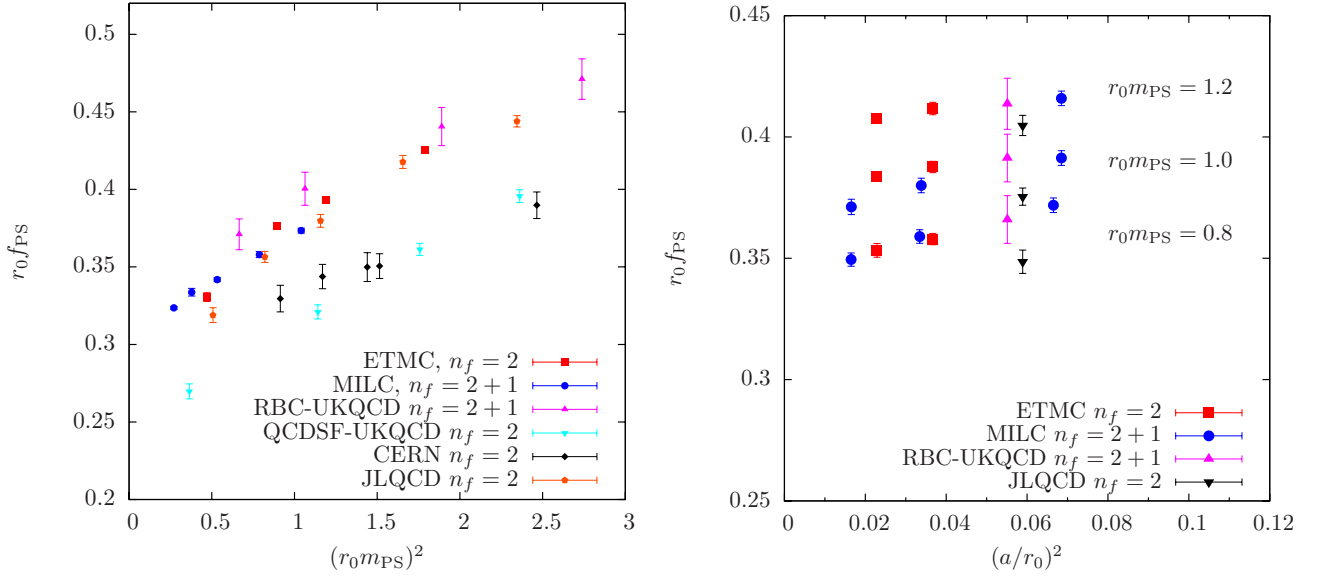 0.5
0.45
0.4
0.35
0.3
0.25
0.2
r₀f_PS
ETMC, n_f = 2
MILC, n_f = 2 + 1
RBC-UKQCD n_f = 2 + 1
QCDSF-UKQCD n_f = 2
CERN n_f = 2
JLQCD n_f = 2
0.5 1 1.5 2 2.5 3
(r₀m_PS)²
0.45
0.4
0.35
0.3
0.25
r₀f_PS
r₀m_PS = 1.2
r₀m_PS = 1.0
r₀m_PS = 0.8
ETMC n_f = 2
MILC n_f = 2 + 1
RBC-UKQCD n_f = 2 + 1
JLQCD n_f = 2
0 0.02 0.04 0.06 0.08 0.1 0.12
(a/r₀)²